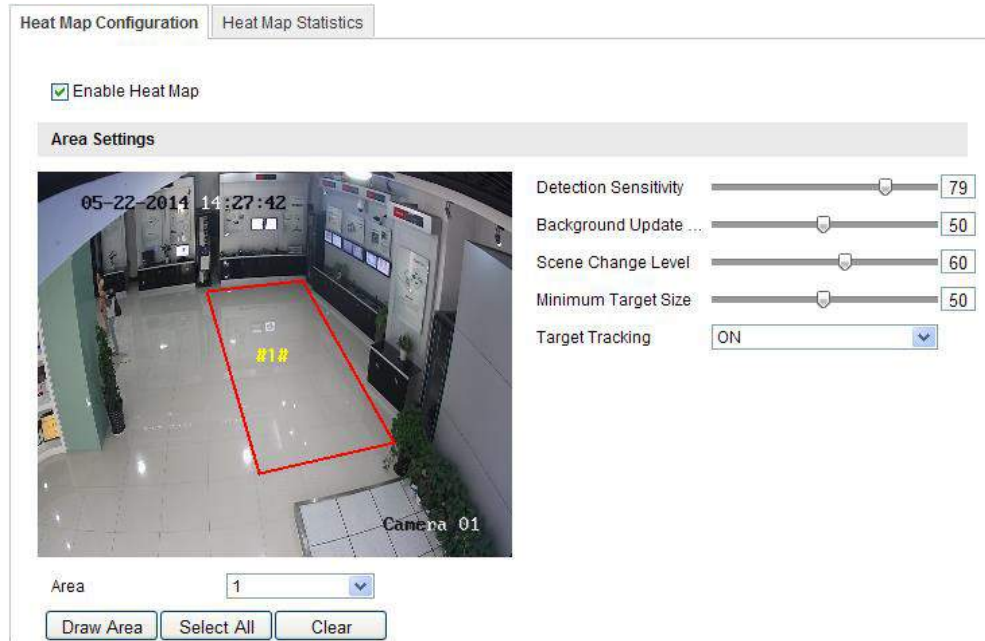 Heat Map Configuration Heat Map Statistics
Enable Heat Map
Area Settings
05-22-2014 14:27:42
#1#
Camera 01
Detection Sensitivity 79
Background Update ... 50
Scene Change Level 60
Minimum Target Size 50
Target Tracking ON
Area 1
Draw Area Select All Clear